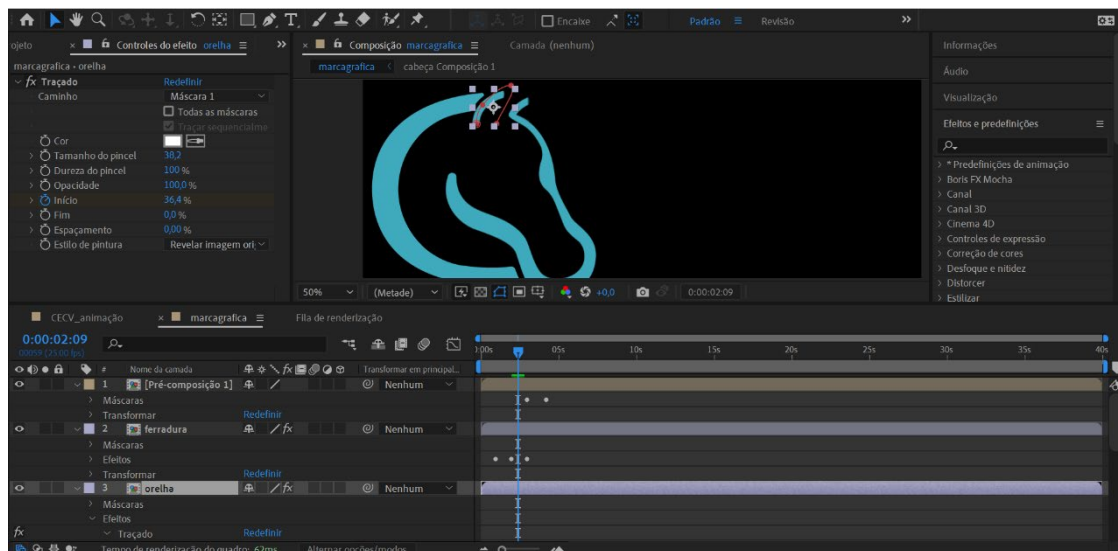 Encaixe Padrão Revisão
ojeto Controles do efeito orelha Composição marcagrafica Camada (nenhum) Informações
marcagrafica • orelha marcagrafica cabeça Composição 1
fx Traçado Redefinir Áudio
Caminho Máscara 1 Visualização
Todas as máscaras
Traçar sequencialme Efeitos e predefinições
Cor
Tamanho do pincel 38,2
Dureza do pincel 100 % * Predefinições de animação
Opacidade 100,0 % Boris FX Mocha
Início 36,4 % Canal
Fim 0,0 % Canal 3D
Espaçamento 0,00 % Cinema 4D
Estilo de pintura Revelar imagem ori Controles de expressão
Correção de cores
Desfoque e nitidez
Distorcer
50% (Metade) +0,0 0:00:02:09 Estilizar
CECV_animação marcagrafica Fila de renderização
0:00:02:09
00059 (25.00 fps) 05s 10s 15s 20s 25s 30s 35s 40s
# Nome da camada fx Transformar em principal...
1 [Pré-composição 1] Nenhum
Máscaras
Transformar Redefinir
2 ferradura fx Nenhum
Máscaras
Efeitos
Transformar Redefinir
3 orelha fx Nenhum
Máscaras
Efeitos
fx Traçado Redefinir
Tempo de renderização do quadro: 62ms Alternar opções/modos